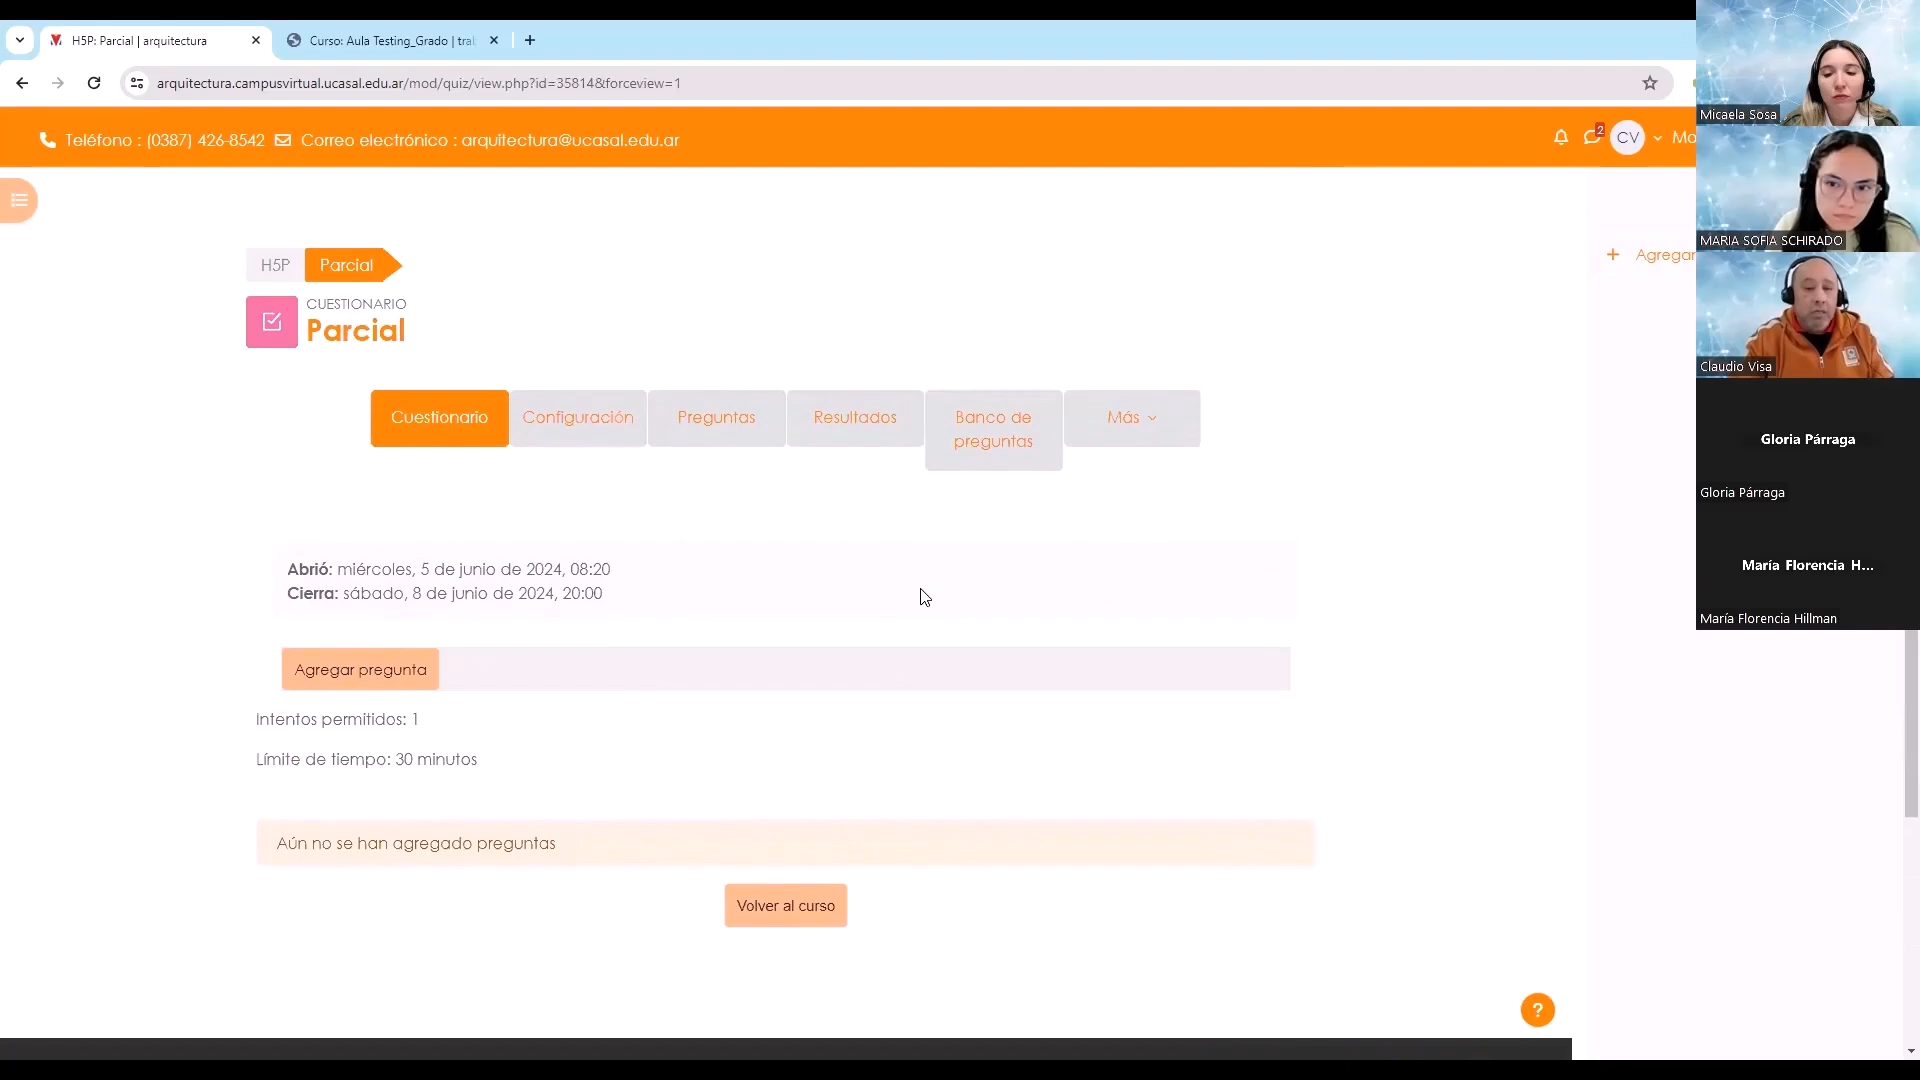 H5P: Parcial | arquitectura
Curso: Aula Testing_Grado | tra
arquitectura.campusvirtual.ucasal.edu.ar/mod/quiz/view.php?id=35814&forceview=1
Teléfono : (0387) 426-8542 Correo electrónico : arquitectura@ucasal.edu.ar
2
CV
Mo
H5P
Parcial
CUESTIONARIO
Parcial
+ Agregar
Cuestionario
Configuración
Preguntas
Resultados
Banco de
preguntas
Más
Abrió: miércoles, 5 de junio de 2024, 08:20
Cierra: sábado, 8 de junio de 2024, 20:00
Agregar pregunta
Intentos permitidos: 1
Límite de tiempo: 30 minutos
Aún no se han agregado preguntas
Volver al curso
?
Micaela Sosa
MARIA SOFIA SCHIRADO
Claudio Visa
Gloria Párraga
Gloria Párraga
María Florencia H...
María Florencia Hillman